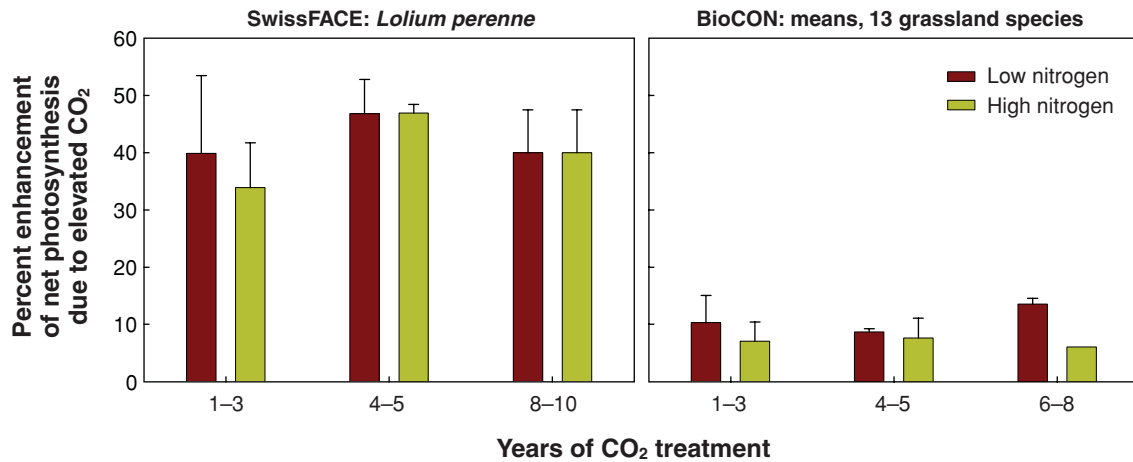 SwissFACE: Lolium perenne
BioCON: means, 13 grassland species
Percent enhancement
of net photosynthesis
due to elevated CO₂
60
50
40
30
20
10
0
Low nitrogen
High nitrogen
1–3
4–5
8–10
1–3
4–5
6–8
Years of CO₂ treatment